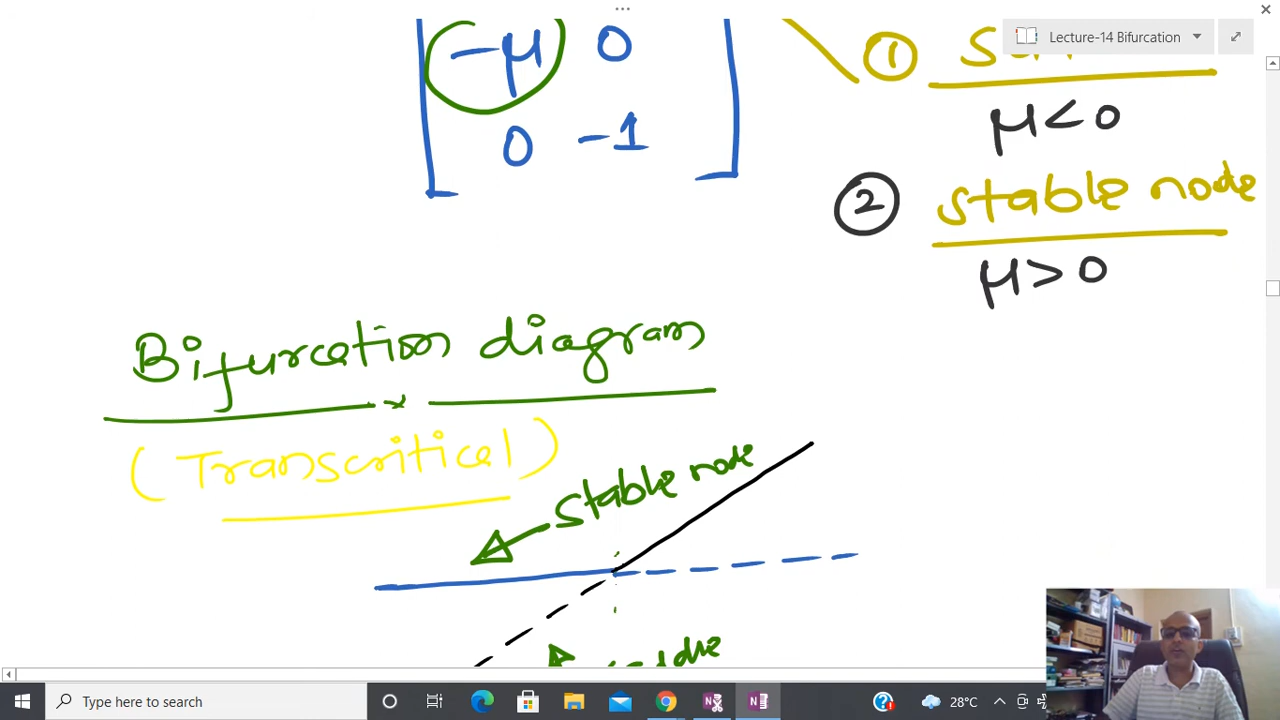 Lecture-14 Bifurcation
-μ 0
0 -1
①
μ < 0
② stable node
μ > 0
Bifurcation diagram
(Transcritical)
stable node
Type here to search
28°C